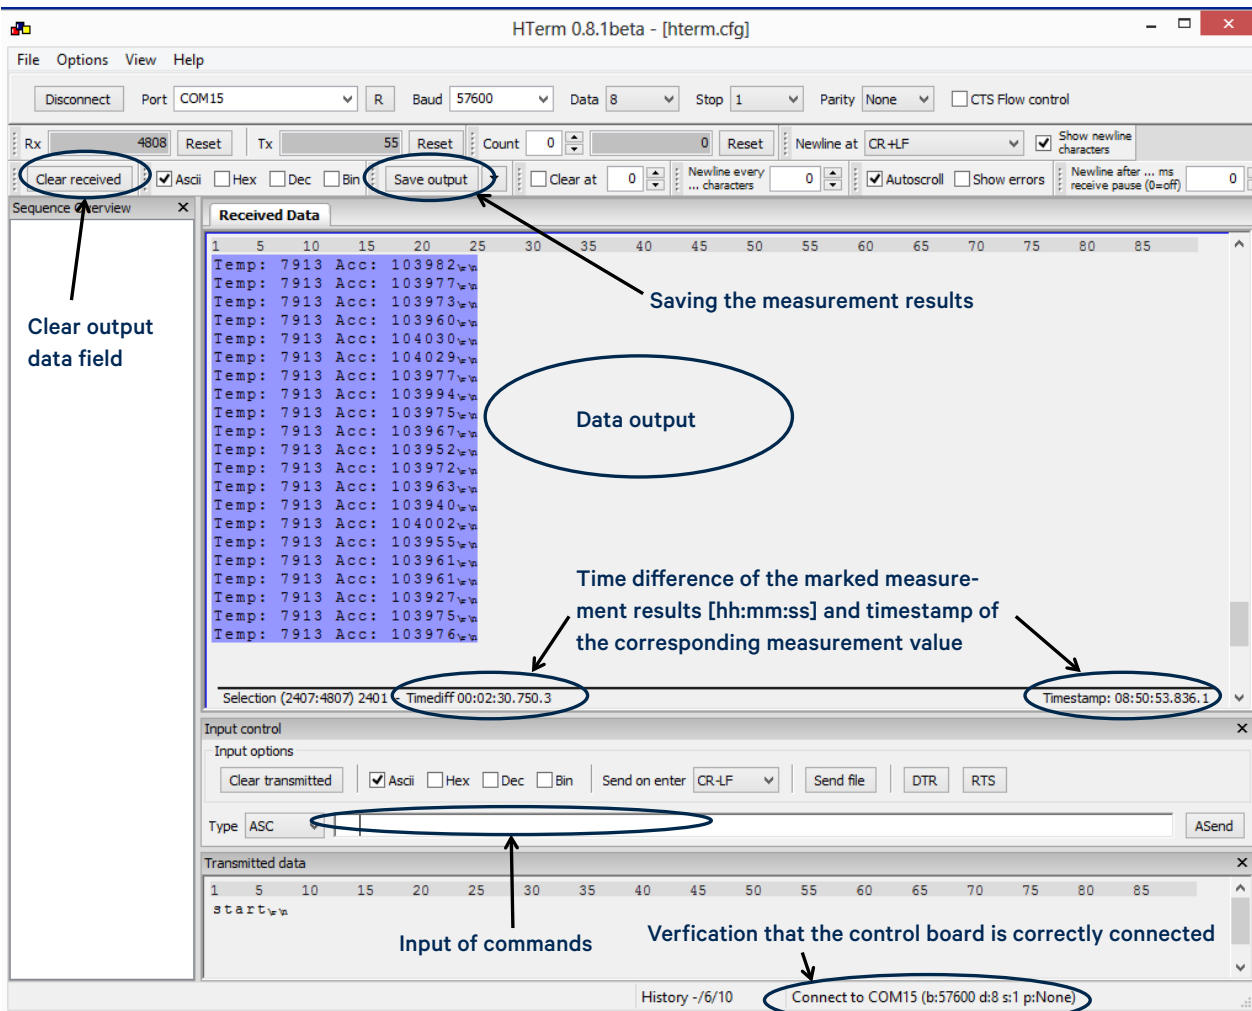 HTerm 0.8.1beta - [hterm.cfg]
File Options View Help
Disconnect Port COM15 R Baud 57600 Data 8 Stop 1 Parity None CTS Flow control
Rx 4808 Reset Tx 55 Reset Count 0 0 Reset Newline at CR+LF Show newline characters
Clear received Ascii Hex Dec Bin Save output Clear at 0 Newline every ... characters 0 Autoscroll Show errors Newline after ... ms receive pause (0=off) 0
Sequence Overview
Received Data
1 5 10 15 20 25 30 35 40 45 50 55 60 65 70 75 80 85
Temp: 7913 Acc: 103982\r\n
Temp: 7913 Acc: 103977\r\n
Temp: 7913 Acc: 103973\r\n
Temp: 7913 Acc: 103960\r\n
Temp: 7913 Acc: 104030\r\n
Temp: 7913 Acc: 104029\r\n
Temp: 7913 Acc: 103977\r\n
Temp: 7913 Acc: 103994\r\n
Temp: 7913 Acc: 103975\r\n
Temp: 7913 Acc: 103967\r\n
Temp: 7913 Acc: 103952\r\n
Temp: 7913 Acc: 103972\r\n
Temp: 7913 Acc: 103963\r\n
Temp: 7913 Acc: 103940\r\n
Temp: 7913 Acc: 104002\r\n
Temp: 7913 Acc: 103955\r\n
Temp: 7913 Acc: 103961\r\n
Temp: 7913 Acc: 103961\r\n
Temp: 7913 Acc: 103927\r\n
Temp: 7913 Acc: 103975\r\n
Temp: 7913 Acc: 103976\r\n
Saving the measurement results
Clear output
data field
Data output
Time difference of the marked measure-
ment results [hh:mm:ss] and timestamp of
the corresponding measurement value
Selection (2407:4807) 2401 - Timediff 00:02:30.750.3 Timestamp: 08:50:53.836.1
Input control
Input options
Clear transmitted Ascii Hex Dec Bin Send on enter CR-LF Send file DTR RTS
Type ASC ASend
Transmitted data
1 5 10 15 20 25 30 35 40 45 50 55 60 65 70 75 80 85
start\r\n
Input of commands
Verfication that the control board is correctly connected
History -/6/10 Connect to COM15 (b:57600 d:8 s:1 p:None)